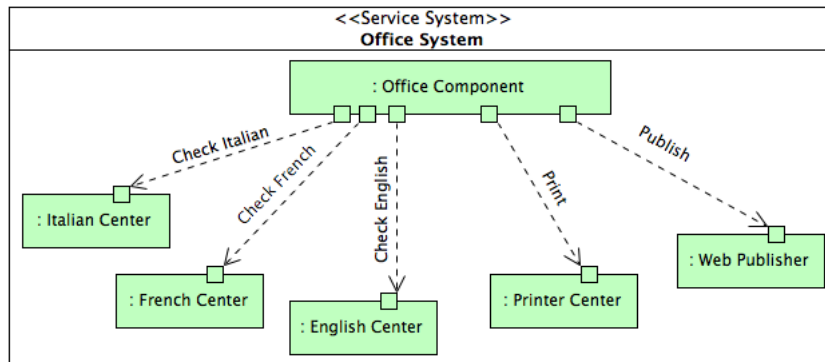 <<Service System>>
Office System
: Office Component
Check Italian
Check French
Check English
Print
Publish
: Italian Center
: French Center
: English Center
: Printer Center
: Web Publisher